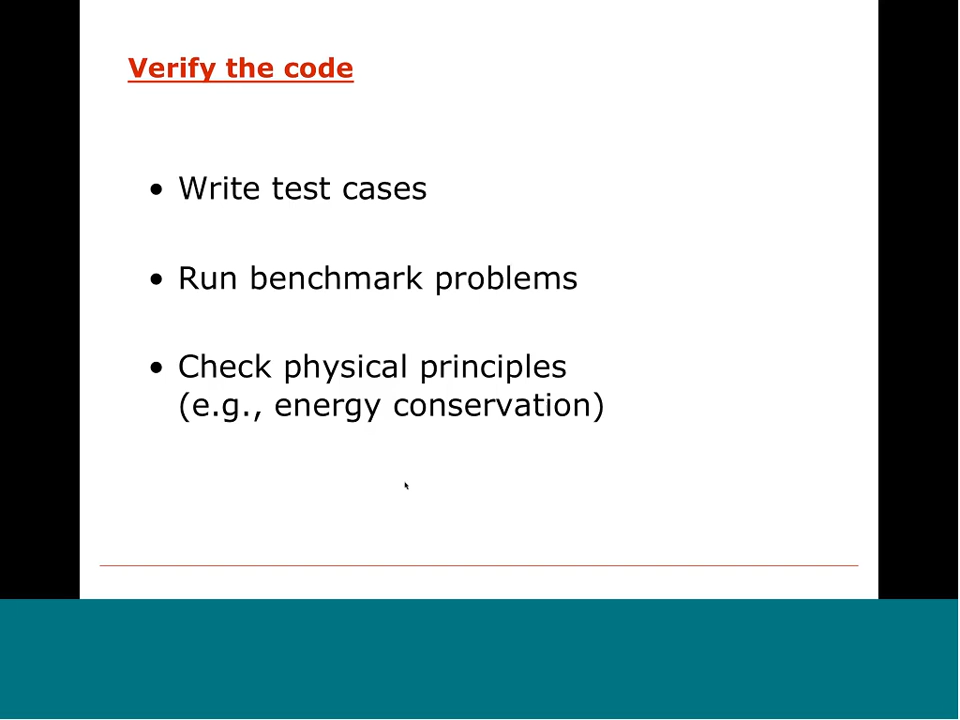 Verify the code
• Write test cases
• Run benchmark problems
• Check physical principles
(e.g., energy conservation)